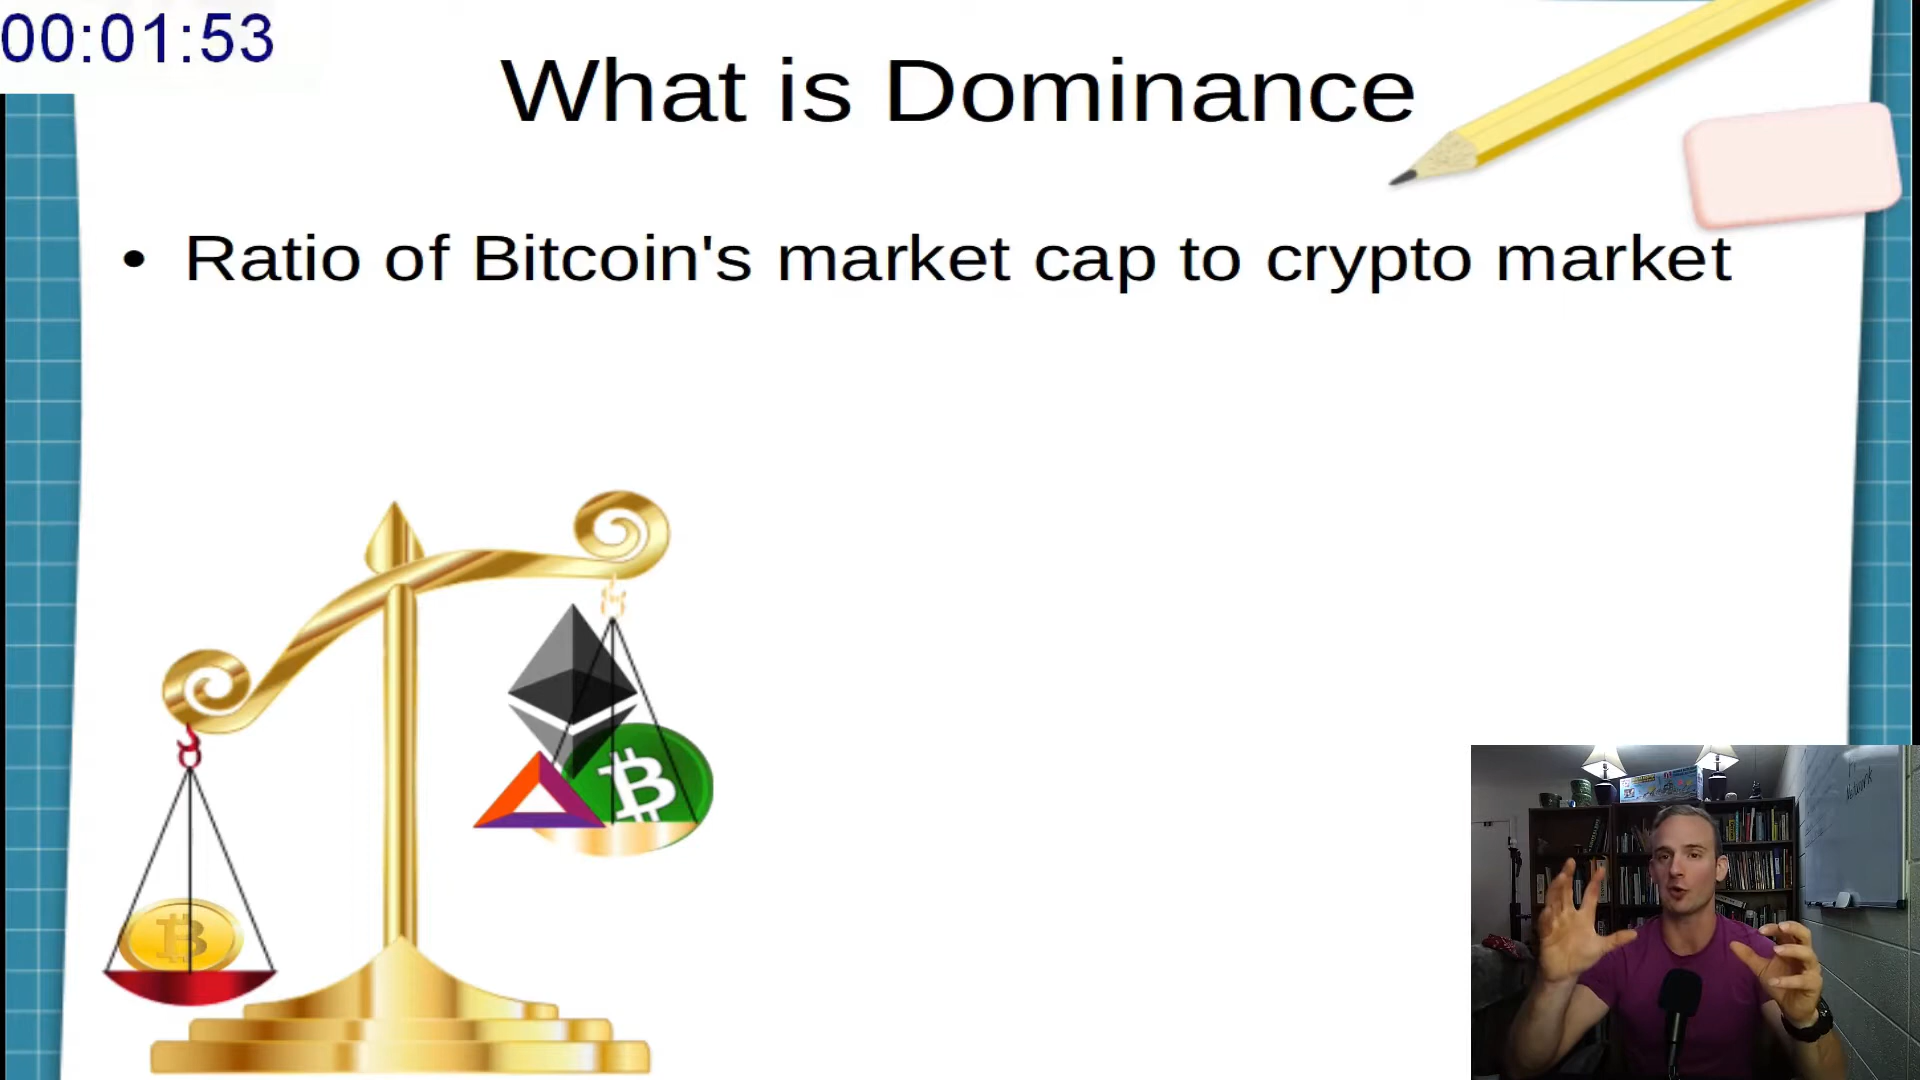 00:01:53
What is Dominance
• Ratio of Bitcoin's market cap to crypto market